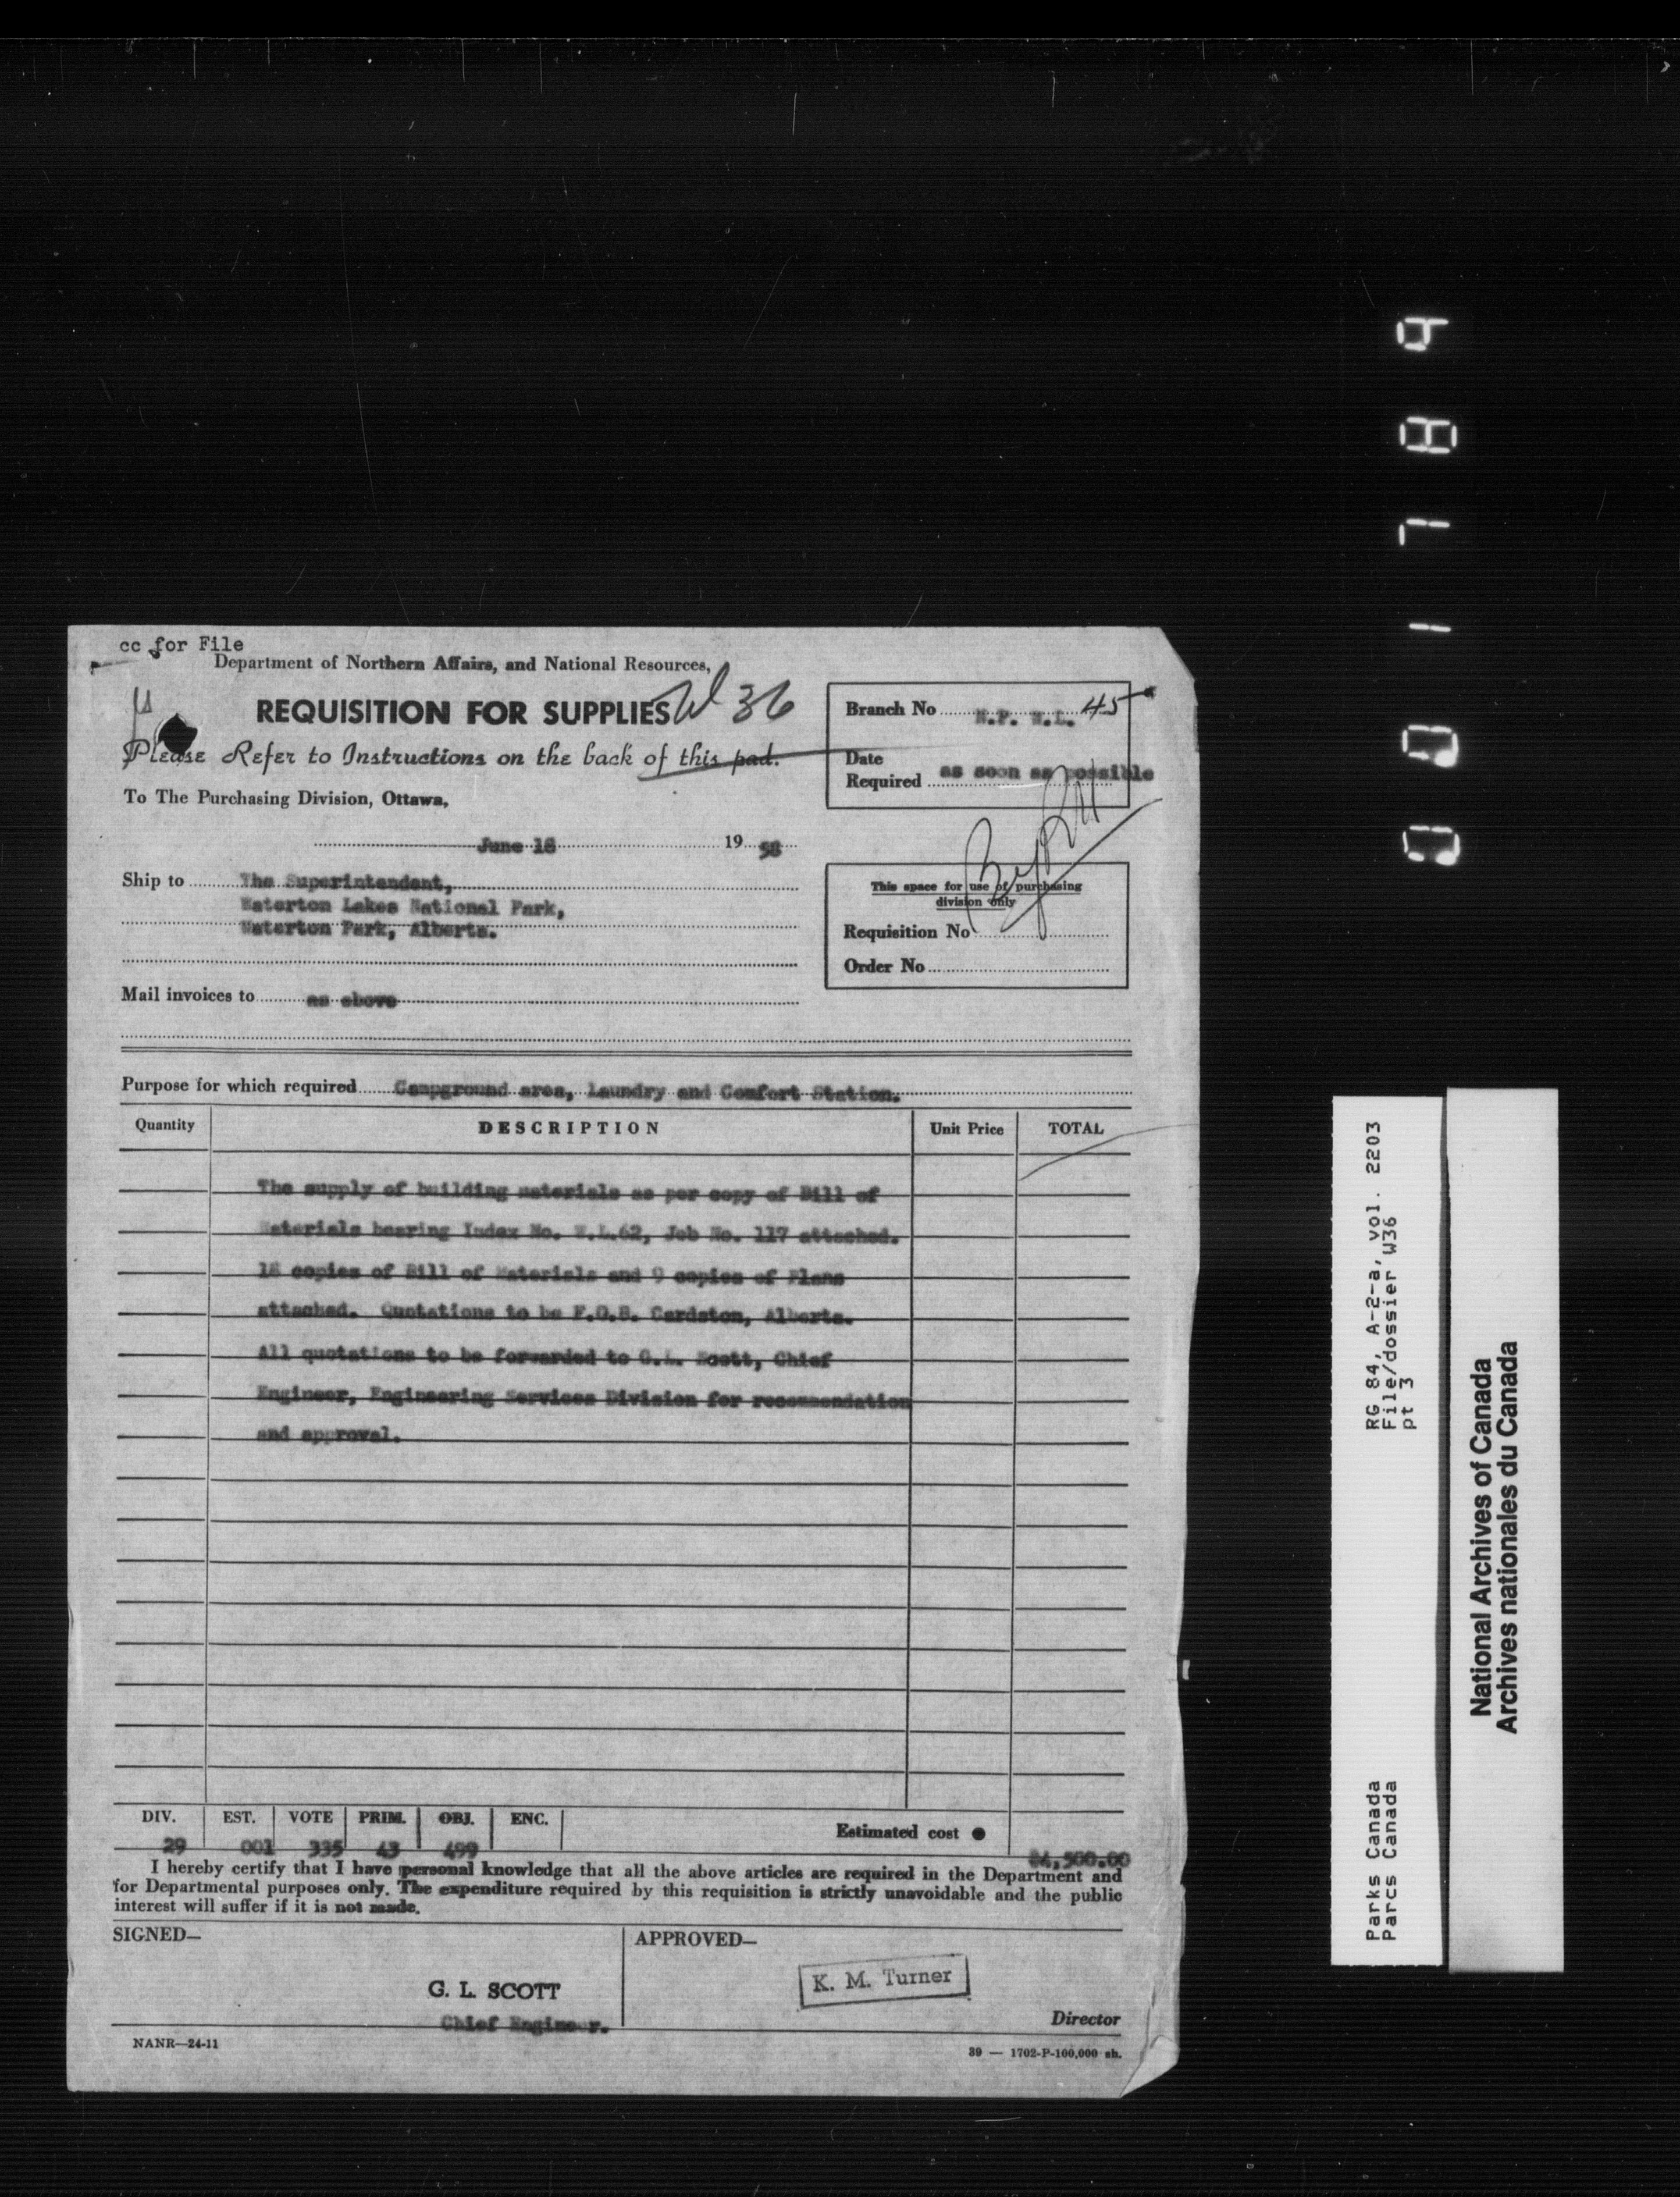 cc for File
Department of Northern Affairs, and National Resources,
REQUISITION FOR SUPPLIES W 36
Please Refer to Instructions on the back of this pad.
To The Purchasing Division, Ottawa,
Branch No N.P. W.L. 45
Date
Required as soon as possible
June 18 1958
Ship to The Superintendent,
Waterton Lakes National Park,
Waterton Park, Alberta.
This space for use of purchasing
division only
Requisition No
Order No
Mail invoices to as above
Purpose for which required Campground area, laundry and Comfort Station.
Quantity DESCRIPTION Unit Price TOTAL
The supply of building materials as per copy of Bill of
Materials bearing Index No. W.L.62, Job No. 117 attached.
18 copies of Bill of Materials and 9 copies of Plans
attached. Quotations to be F.O.B. Cardston, Alberta.
All quotations to be forwarded to G.L. Scott, Chief
Engineer, Engineering Services Division for recommendation
and approval.
DIV. EST. VOTE PRIM. OBJ. ENC. Estimated cost
29 001 335 43 499 $4,500.00
I hereby certify that I have personal knowledge that all the above articles are required in the Department and
for Departmental purposes only. The expenditure required by this requisition is strictly unavoidable and the public
interest will suffer if it is not made.
SIGNED—
G. L. SCOTT
Chief Engineer.
APPROVED—
K. M. Turner
Director
NANR—24-11
39 — 1702-P-100,000 sh.
RG 84, A-2-a, vol. 2203
File/dossier W36
pt 3
Parks Canada
Parcs Canada
National Archives of Canada
Archives nationales du Canada